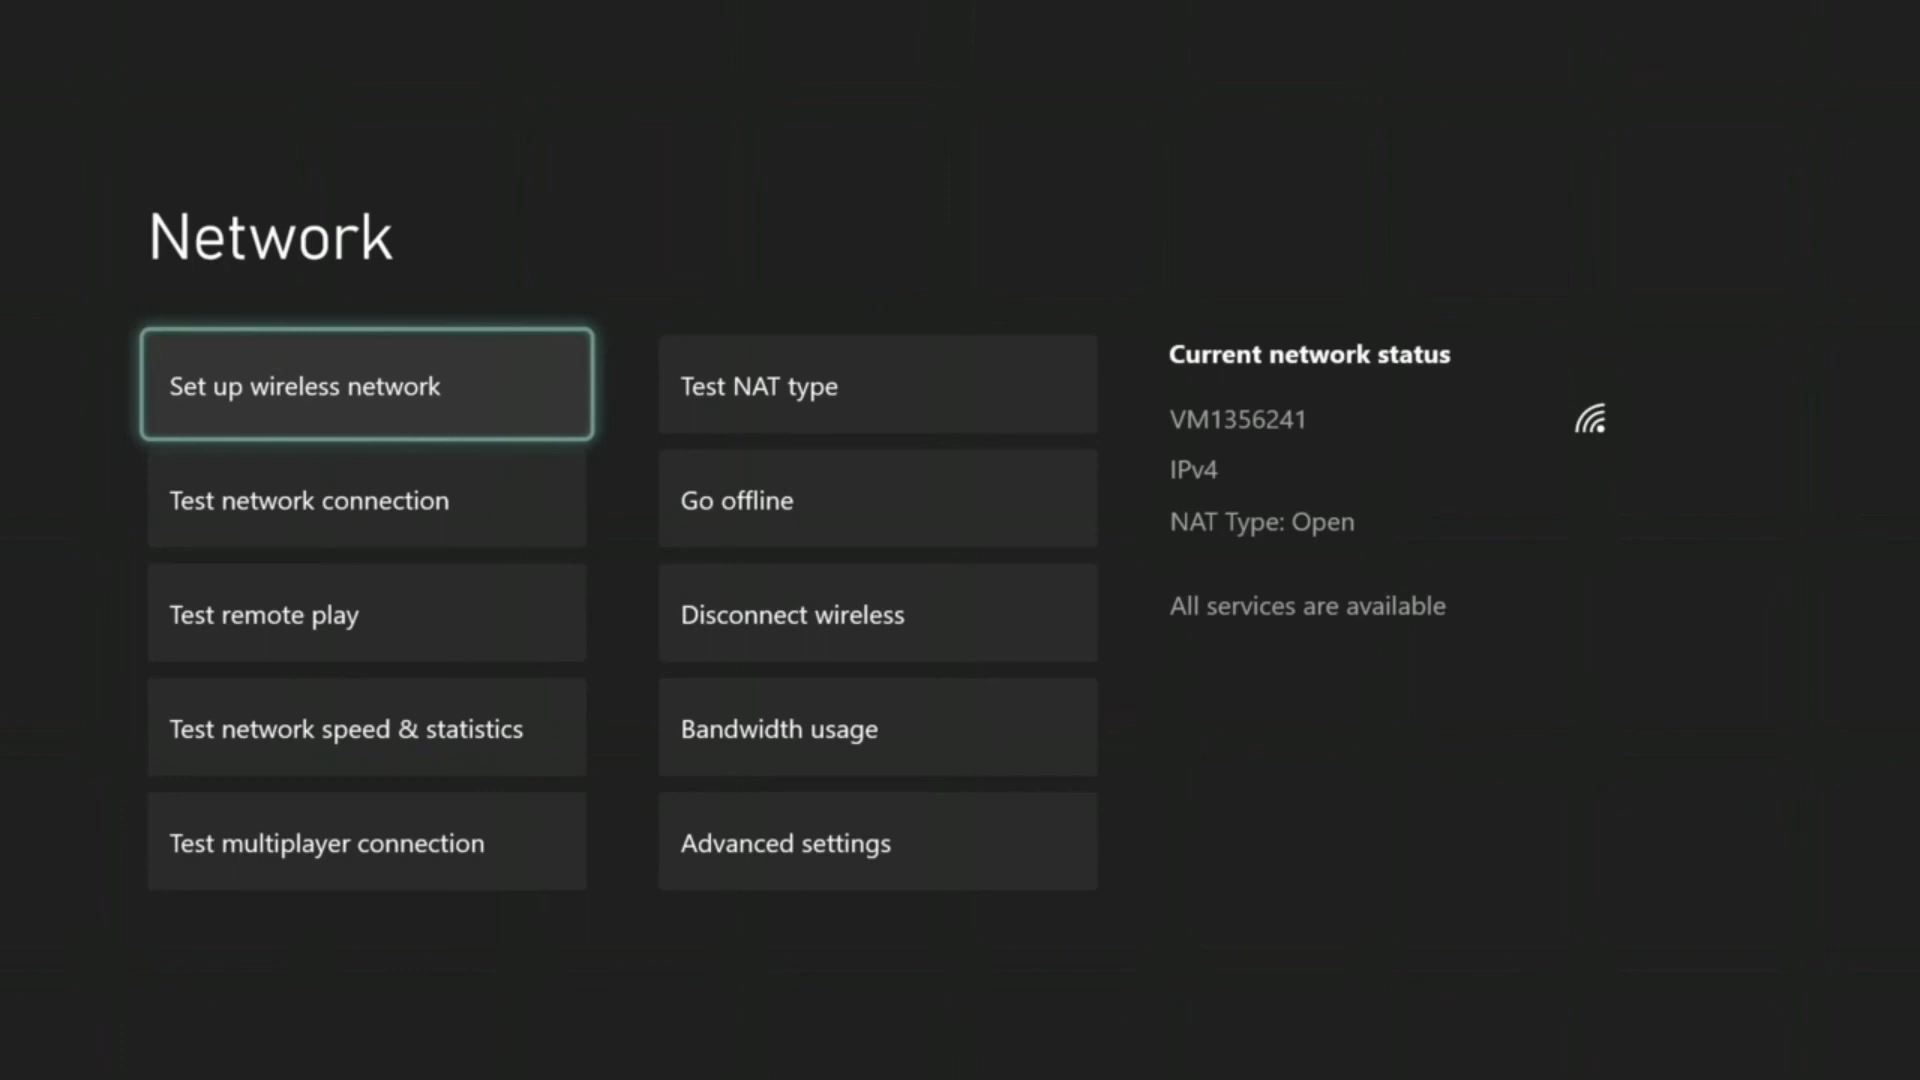 Network
Set up wireless network
Test network connection
Test remote play
Test network speed & statistics
Test multiplayer connection
Test NAT type
Go offline
Disconnect wireless
Bandwidth usage
Advanced settings
Current network status
VM1356241
IPv4
NAT Type: Open
All services are available